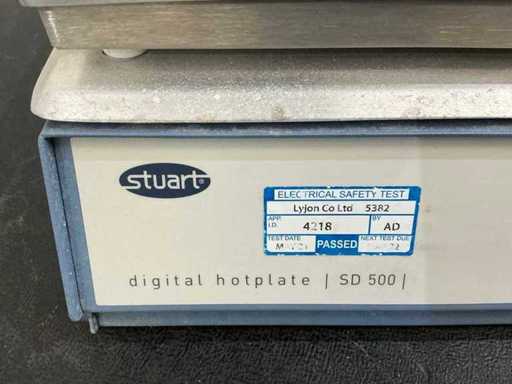 stuart®
ELECTRICAL SAFETY TEST
Lyjon Co Ltd 5382
APP. I.D. 4218 BY AD
TEST DATE PASSED NEXT TEST DUE
digital hotplate | SD 500 |